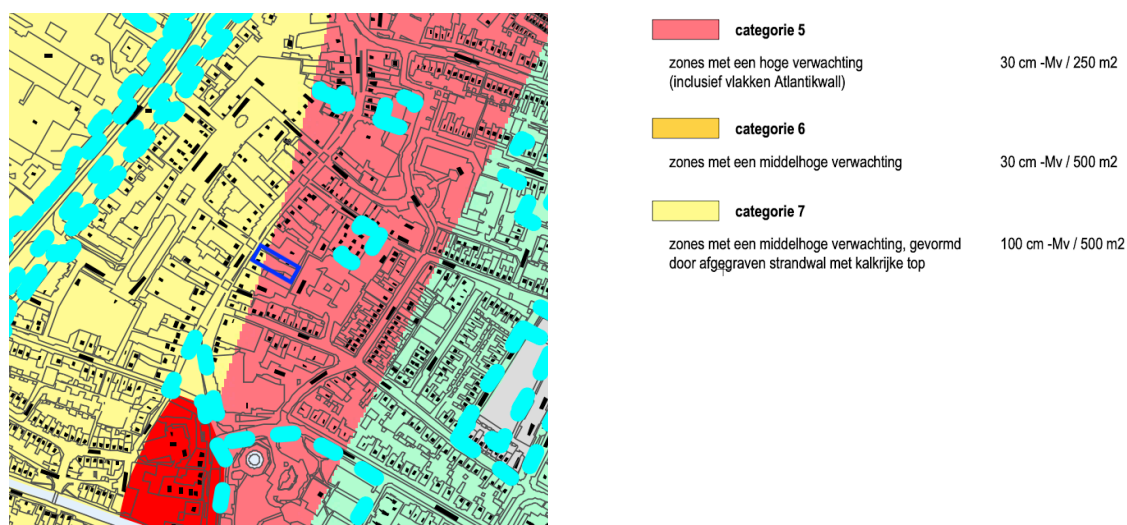 categorie 5
zones met een hoge verwachting 30 cm -Mv / 250 m2
(inclusief vlakken Atlantikwall)
categorie 6
zones met een middelhoge verwachting 30 cm -Mv / 500 m2
categorie 7
zones met een middelhoge verwachting, gevormd 100 cm -Mv / 500 m2
door afgegraven strandwal met kalkrijke top